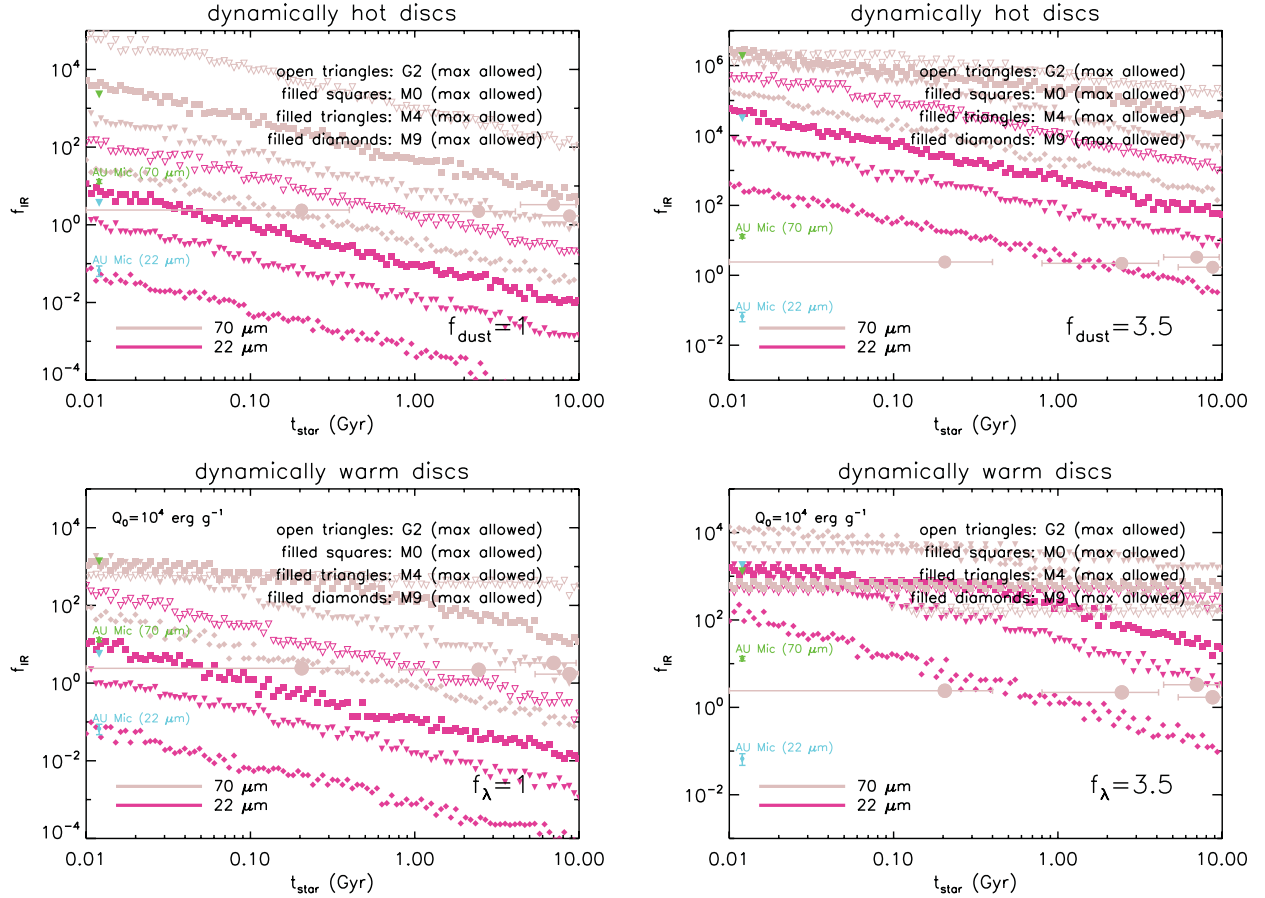 dynamically hot discs
open triangles: G2 (max allowed)
filled squares: M0 (max allowed)
filled triangles: M4 (max allowed)
filled diamonds: M9 (max allowed)
AU Mic (70 μm)
AU Mic (22 μm)
70 μm
22 μm
f_dust=1
10^4
10^2
10^0
10^-2
10^-4
f_IR
0.01
0.10
1.00
10.00
t_star (Gyr)
dynamically hot discs
open triangles: G2 (max allowed)
filled squares: M0 (max allowed)
filled triangles: M4 (max allowed)
filled diamonds: M9 (max allowed)
AU Mic (70 μm)
AU Mic (22 μm)
70 μm
22 μm
f_dust=3.5
10^6
10^4
10^2
10^0
10^-2
f_IR
0.01
0.10
1.00
10.00
t_star (Gyr)
dynamically warm discs
Q_0=10^4 erg g^-1
open triangles: G2 (max allowed)
filled squares: M0 (max allowed)
filled triangles: M4 (max allowed)
filled diamonds: M9 (max allowed)
AU Mic (70 μm)
AU Mic (22 μm)
70 μm
22 μm
f_λ=1
10^4
10^2
10^0
10^-2
10^-4
f_IR
0.01
0.10
1.00
10.00
t_star (Gyr)
dynamically warm discs
Q_0=10^4 erg g^-1
open triangles: G2 (max allowed)
filled squares: M0 (max allowed)
filled triangles: M4 (max allowed)
filled diamonds: M9 (max allowed)
AU Mic (70 μm)
AU Mic (22 μm)
70 μm
22 μm
f_λ=3.5
10^4
10^2
10^0
10^-2
f_IR
0.01
0.10
1.00
10.00
t_star (Gyr)